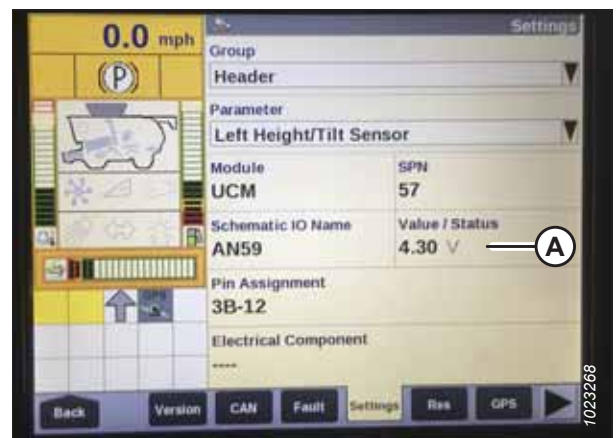 0.0 mph
Settings
(P)
Group
Header
Parameter
Left Height/Tilt Sensor
Module
SPN
UCM
57
Schematic IO Name
Value / Status
AN59
4.30 V
A
Pin Assignment
3B-12
Electrical Component
----
Back
Version
CAN
Fault
Settings
Res
GPS
1023268